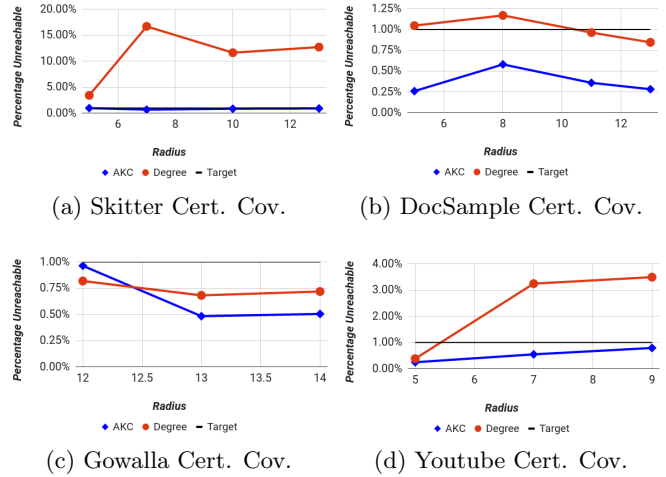 Percentage Unreachable
20.00%
15.00%
10.00%
5.00%
0.00%
6 8 10 12
Radius
AKC Degree Target
(a) Skitter Cert. Cov.
Percentage Unreachable
1.25%
1.00%
0.75%
0.50%
0.25%
0.00%
6 8 10 12
Radius
AKC Degree Target
(b) DocSample Cert. Cov.
Percentage Unreachable
1.00%
0.75%
0.50%
0.25%
0.00%
12 12.5 13 13.5 14
Radius
AKC Degree Target
(c) Gowalla Cert. Cov.
Percentage Unreachable
4.00%
3.00%
2.00%
1.00%
0.00%
5 6 7 8 9
Radius
AKC Degree Target
(d) Youtube Cert. Cov.